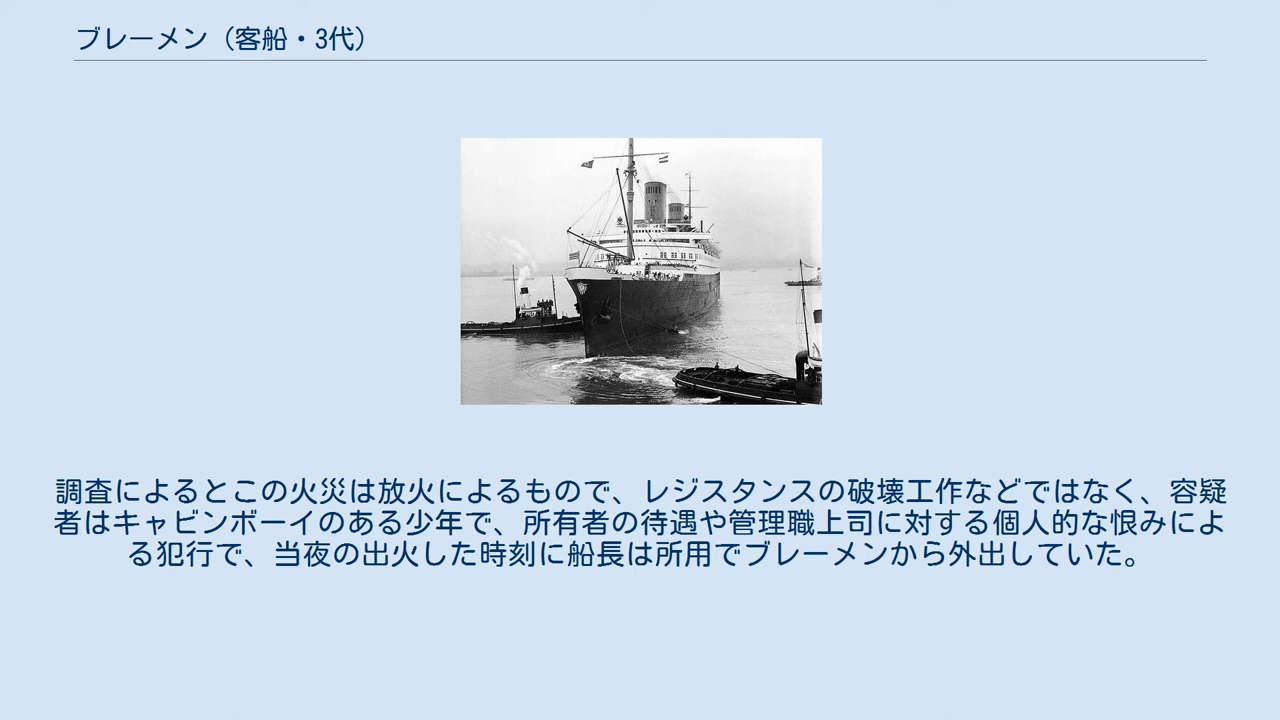 ブレーメン（客船・3代）
調査によるとこの火災は放火によるもので、レジスタンスの破壊工作などではなく、容疑
者はキャビンボーイのある少年で、所有者の待遇や管理職上司に対する個人的な恨みによ
る犯行で、当夜の出火した時刻に船長は所用でブレーメンから外出していた。